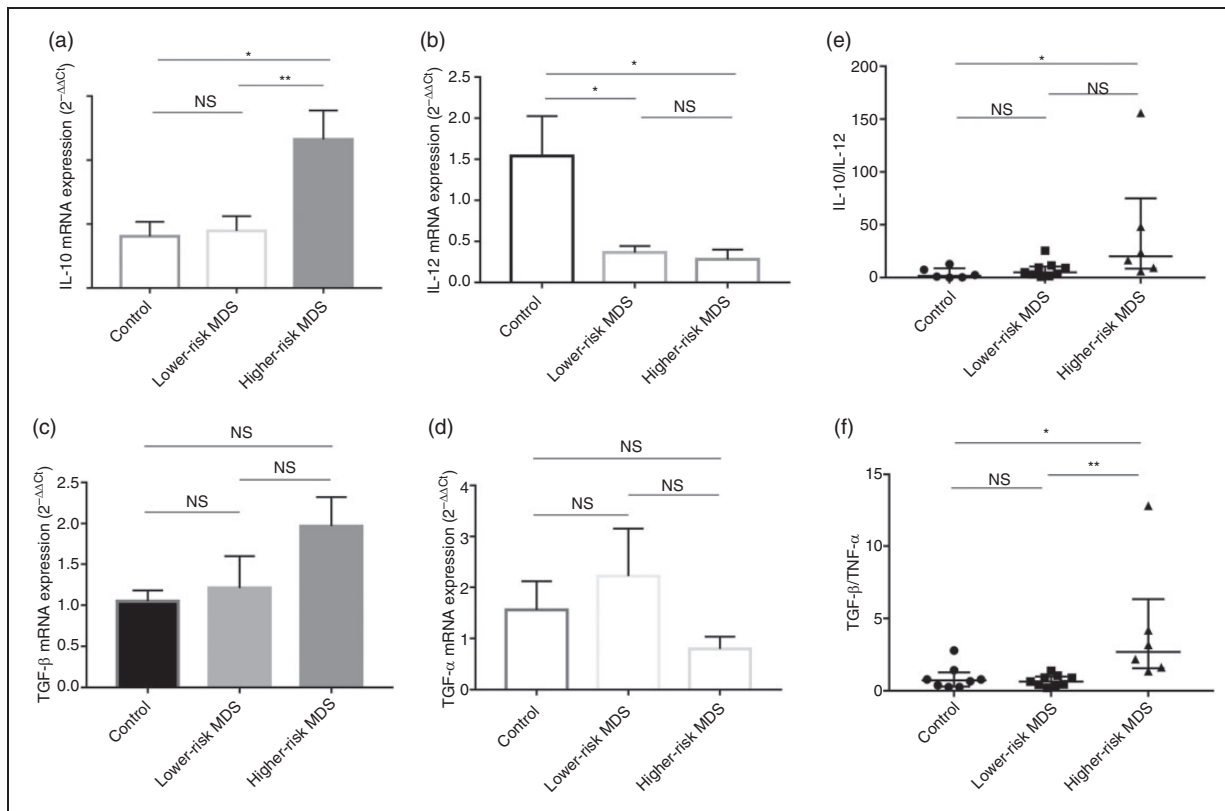 (a)
*
**
NS
IL-10 mRNA expression (2−ΔΔCt)
Control
Lower-risk MDS
Higher-risk MDS
(b)
*
*
NS
IL-12 mRNA expression (2−ΔΔCt)
2.5
2.0
1.5
1.0
0.5
0.0
Control
Lower-risk MDS
Higher-risk MDS
(e)
*
NS
NS
IL-10/IL-12
200
150
100
50
0
Control
Lower-risk MDS
Higher-risk MDS
(c)
NS
NS
NS
TGF-β mRNA expression (2−ΔΔCt)
2.5
2.0
1.5
1.0
0.5
0.0
Control
Lower-risk MDS
Higher-risk MDS
(d)
NS
NS
NS
TGF-α mRNA expression (2−ΔΔCt)
4
3
2
1
0
Control
Lower-risk MDS
Higher-risk MDS
(f)
*
**
NS
TGF-β/TNF-α
15
10
5
0
Control
Lower-risk MDS
Higher-risk MDS